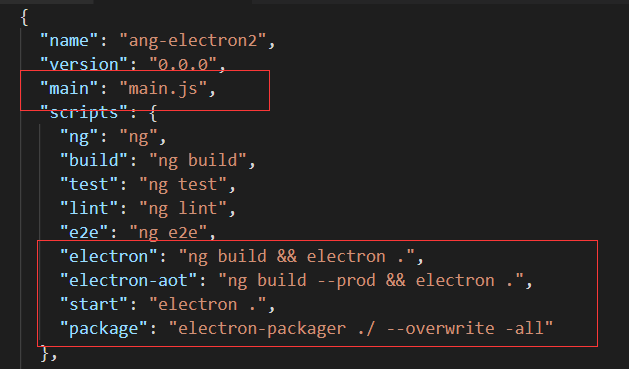 {
"name": "ang-electron2",
"version": "0.0.0",
"main": "main.js",
"scripts": {
"ng": "ng",
"build": "ng build",
"test": "ng test",
"lint": "ng lint",
"e2e": "ng e2e",
"electron": "ng build && electron .",
"electron-aot": "ng build --prod && electron .",
"start": "electron .",
"package": "electron-packager ./ --overwrite -all"
},